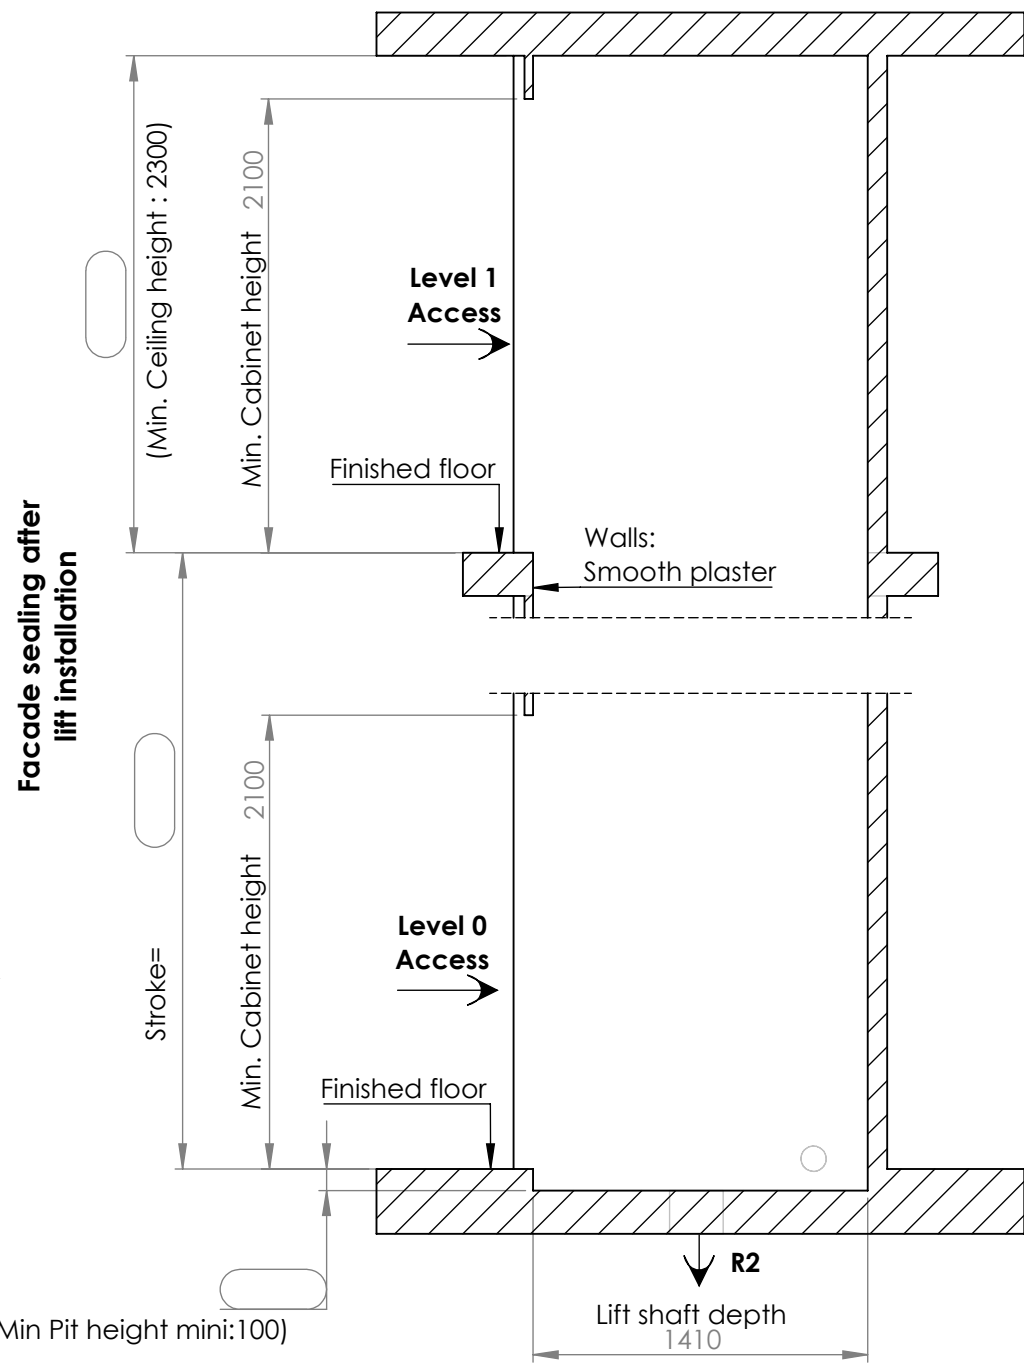 (Min. Ceiling height : 2300)
Min. Cabinet height 2100
Level 1
Access
Finished floor
Walls:
Smooth plaster
Facade sealing after
lift installation
Stroke=
Min. Cabinet height 2100
Level 0
Access
Finished floor
R2
Min Pit height mini:100)
Lift shaft depth
1410